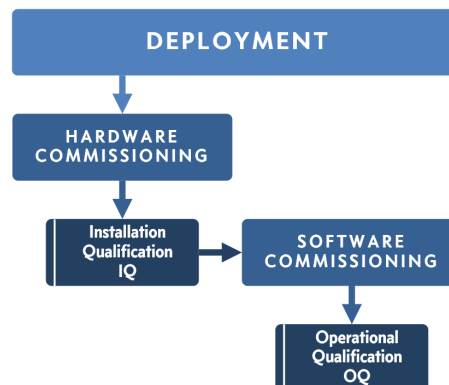 DEPLOYMENT
HARDWARE
COMMISSIONING
Installation
Qualification
IQ
SOFTWARE
COMMISSIONING
Operational
Qualification
OQ